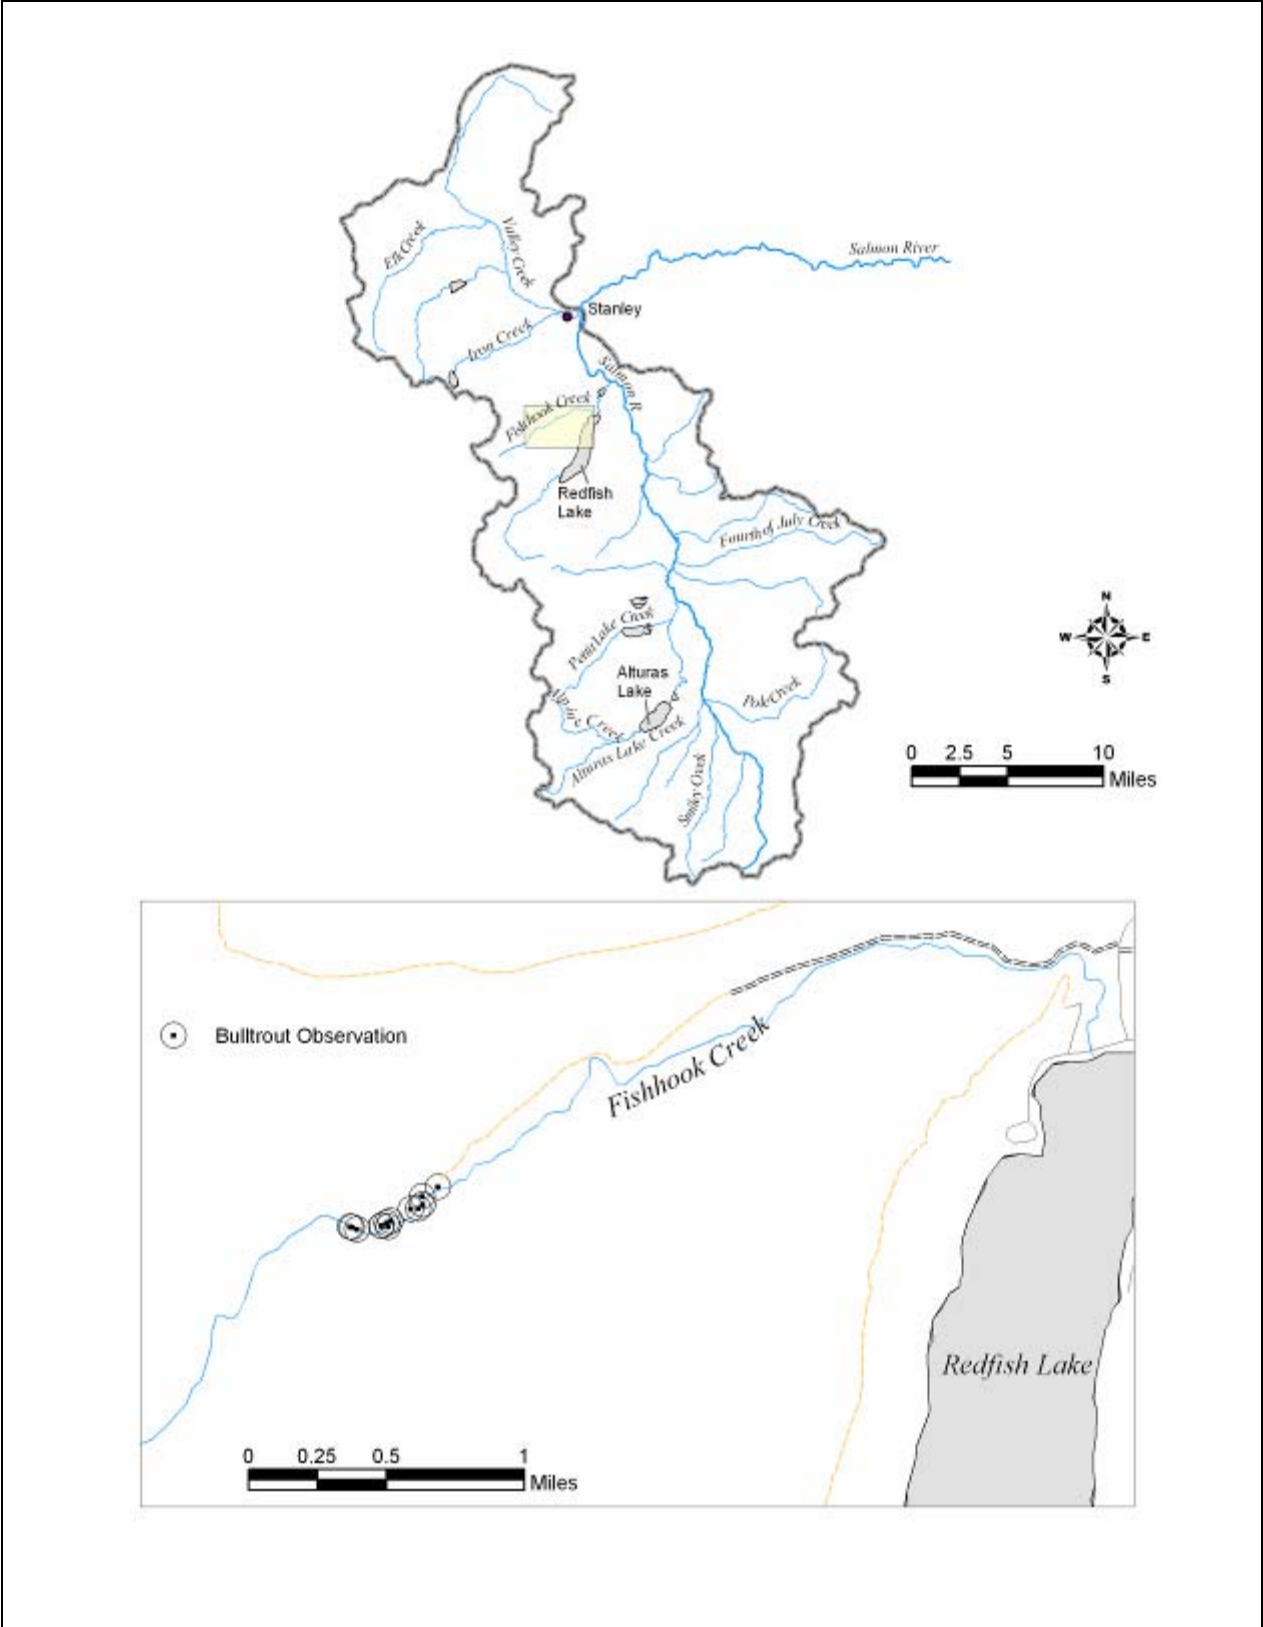 Elk Creek
Valley Creek
Salmon River
Stanley
Iron Creek
Salmon R
Fishhook Creek
Redfish
Lake
Fourth of July Creek
N
W
E
S
Pettit Lake Creek
Alturas
Lake
Alpine Creek
Pole Creek
Alturas Lake Creek
0 2.5 5 10
Miles
Bulltrout Observation
Fishhook Creek
Redfish Lake
0 0.25 0.5 1
Miles